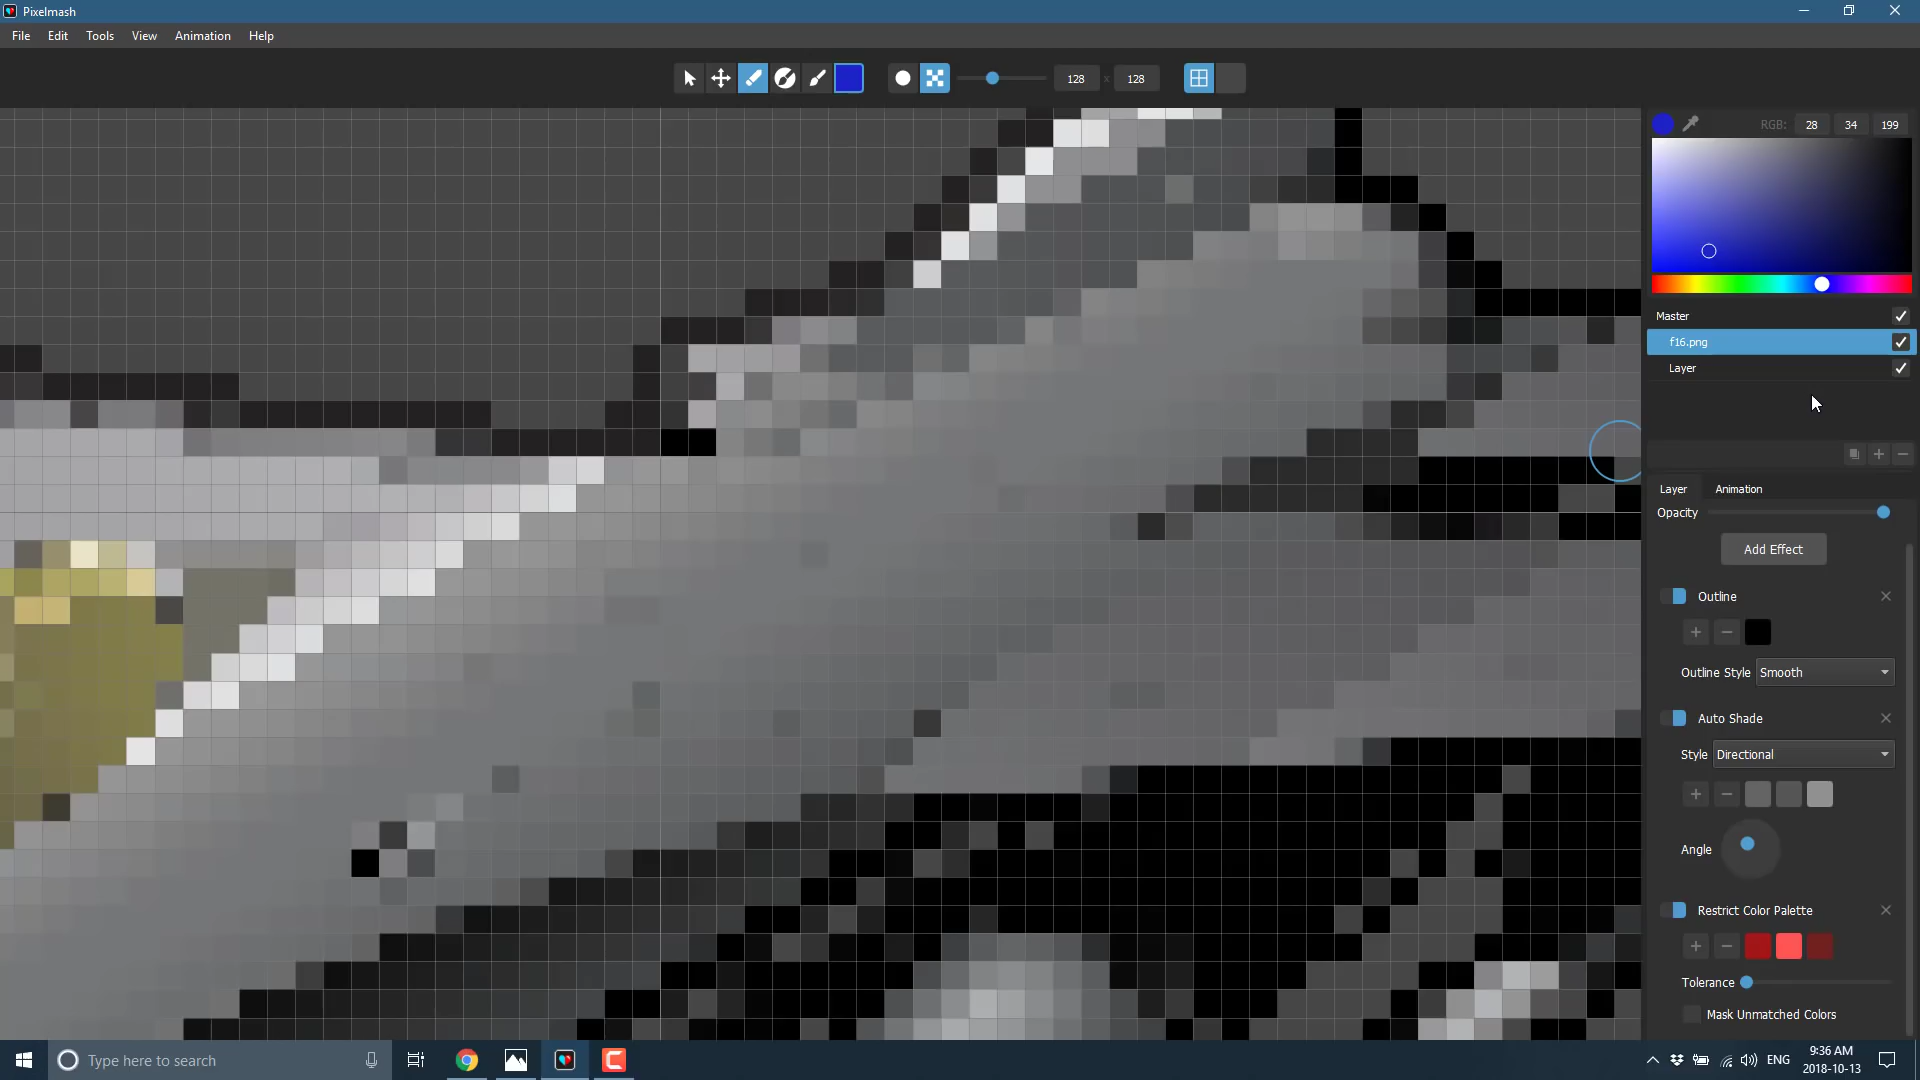 Pixelmash
File Edit Tools View Animation Help
128 x 128
RGB: 28 34 199
Master
f16.png
Layer
Layer Animation
Opacity
Add Effect
Outline
Outline Style Smooth
Auto Shade
Style Directional
Angle
Restrict Color Palette
Tolerance
Mask Unmatched Colors
Type here to search
ENG
9:36 AM
2018-10-13